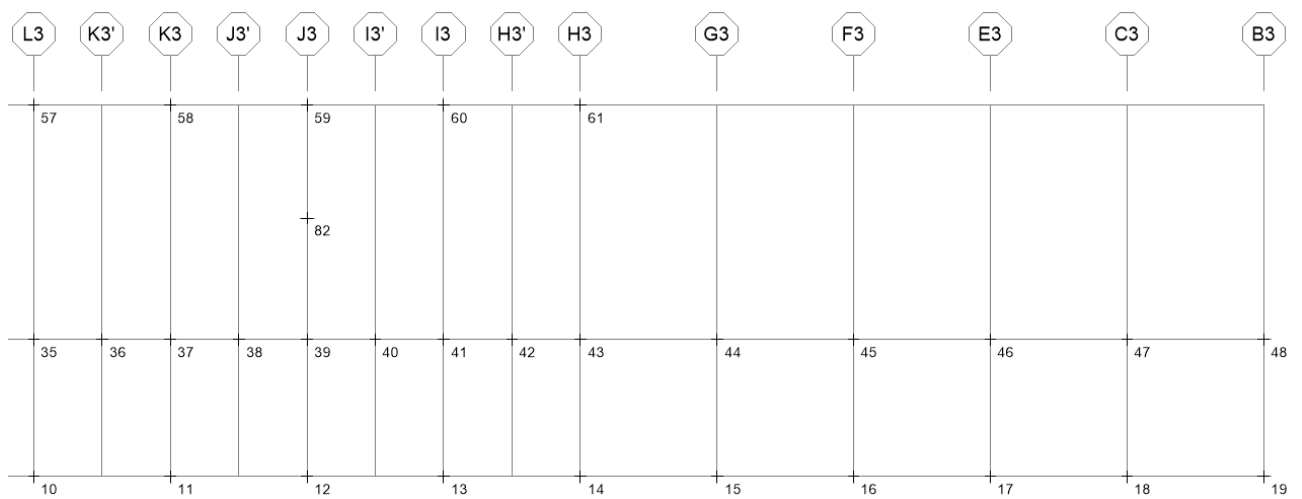 L3 K3' K3 J3' J3 I3' I3 H3' H3 G3 F3 E3 C3 B3
57 58 59 60 61
82
35 36 37 38 39 40 41 42 43 44 45 46 47 48
10 11 12 13 14 15 16 17 18 19